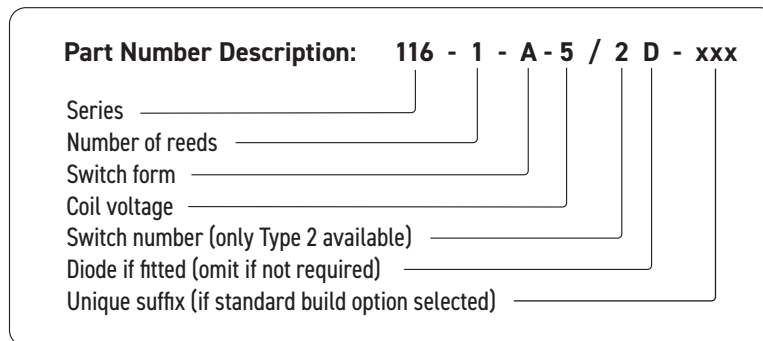 Part Number Description: 116 - 1 - A - 5 / 2 D - xxx
Series
Number of reeds
Switch form
Coil voltage
Switch number (only Type 2 available)
Diode if fitted (omit if not required)
Unique suffix (if standard build option selected)